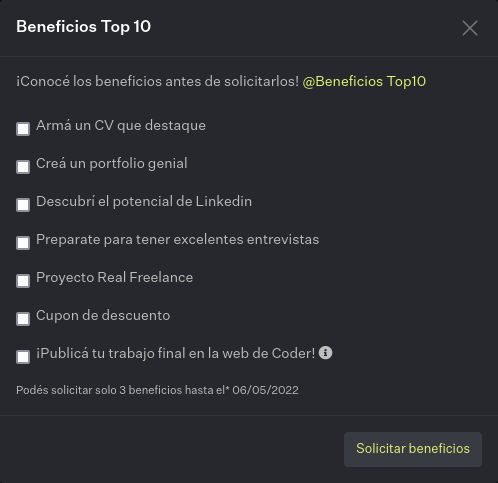 Beneficios Top 10
¡Conocé los beneficios antes de solicitarlos! @Beneficios Top10
Armá un CV que destaque
Creá un portfolio genial
Descubrí el potencial de Linkedin
Preparate para tener excelentes entrevistas
Proyecto Real Freelance
Cupon de descuento
¡Publicá tu trabajo final en la web de Coder!
Podés solicitar solo 3 beneficios hasta el* 06/05/2022
Solicitar beneficios